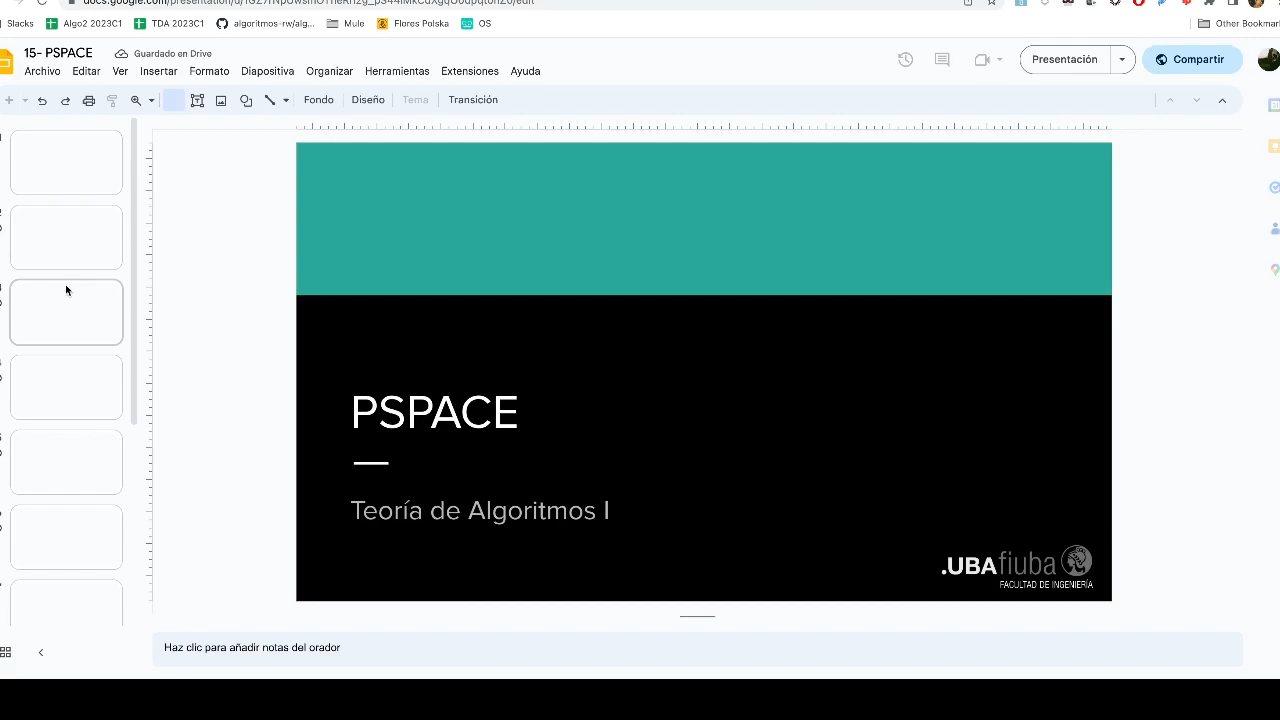 Slacks
Algo2 2023C1
TDA 2023C1
algoritmos-rw/alg...
Mule
Flores Polska
OS
Other Bookmar
15- PSPACE
Guardado en Drive
Archivo Editar Ver Insertar Formato Diapositiva Organizar Herramientas Extensiones Ayuda
Presentación
Compartir
Fondo Diseño Tema Transición
PSPACE
Teoría de Algoritmos I
.UBAfiuba
FACULTAD DE INGENIERÍA
Haz clic para añadir notas del orador